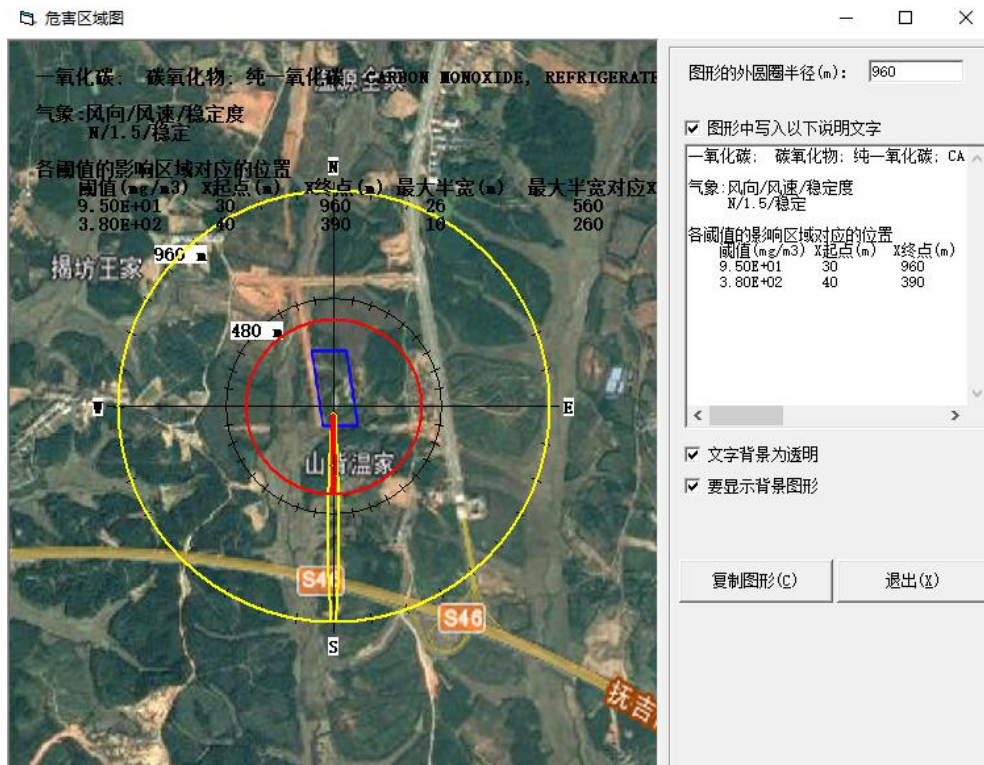 危害区域图
一氧化碳: 碳氧化物; 纯一氧化碳; CARBON MONOXIDE, REFRIGERATE
气象:风向/风速/稳定度
N/1.5/稳定
各阈值的影响区域对应的位置
阈值(mg/m3) X起点(m) X终点(m) 最大半宽(m) 最大半宽对应X
9.50E+01 30 960 26 560
3.80E+02 40 390 10 260
N
960 m
揭坊王家
480 m
W
E
山背温家
S46
S46
S
抚吉
图形的外圆圈半径(m): 960
图形中写入以下说明文字
一氧化碳: 碳氧化物; 纯一氧化碳; CA
气象:风向/风速/稳定度
N/1.5/稳定
各阈值的影响区域对应的位置
阈值(mg/m3) X起点(m) X终点(m)
9.50E+01 30 960
3.80E+02 40 390
文字背景为透明
要显示背景图形
复制图形(C)
退出(X)